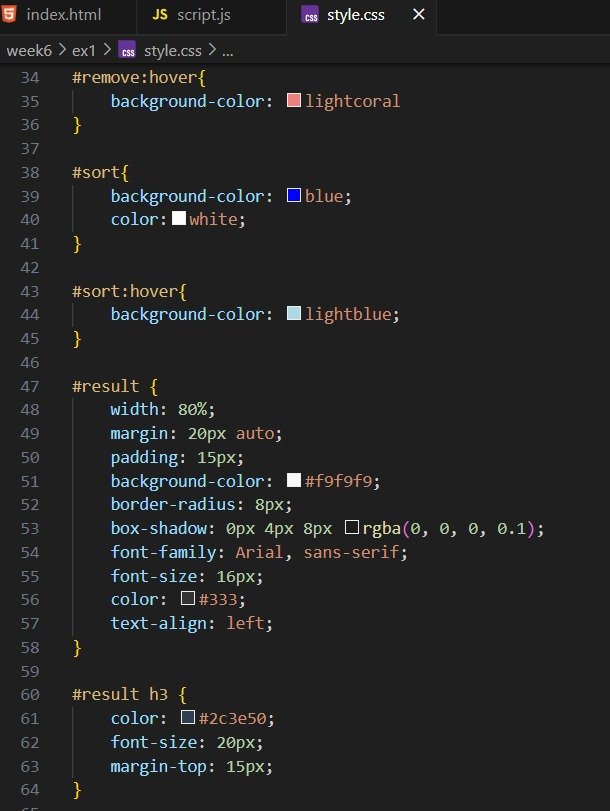 index.html JS script.js css style.css ×
week6 > ex1 > css style.css > ...
34 #remove:hover{
35     background-color: lightcoral
36 }
37
38 #sort{
39     background-color: blue;
40     color: white;
41 }
42
43 #sort:hover{
44     background-color: lightblue;
45 }
46
47 #result {
48     width: 80%;
49     margin: 20px auto;
50     padding: 15px;
51     background-color: #f9f9f9;
52     border-radius: 8px;
53     box-shadow: 0px 4px 8px rgba(0, 0, 0, 0.1);
54     font-family: Arial, sans-serif;
55     font-size: 16px;
56     color: #333;
57     text-align: left;
58 }
59
60 #result h3 {
61     color: #2c3e50;
62     font-size: 20px;
63     margin-top: 15px;
64 }